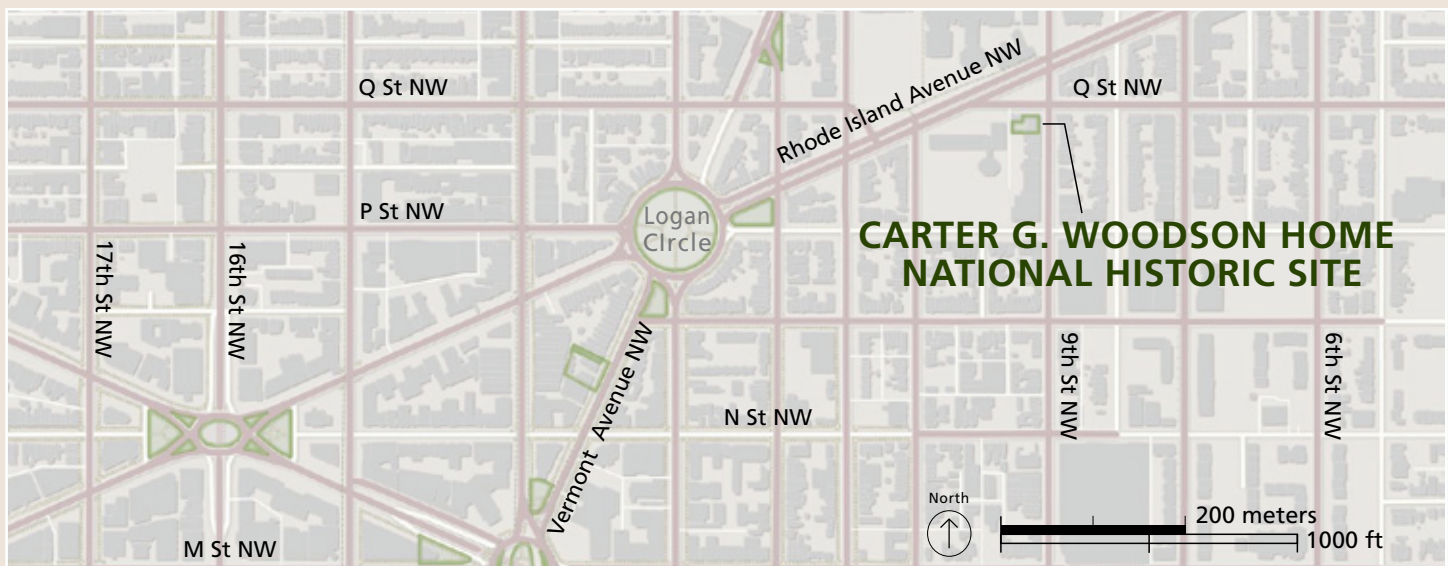 Q St NW
Q St NW
Rhode Island Avenue NW
P St NW
Logan
CIrcle
CARTER G. WOODSON HOME
NATIONAL HISTORIC SITE
17th St NW
16th St NW
Vermont Avenue NW
9th St NW
6th St NW
N St NW
North
200 meters
1000 ft
M St NW